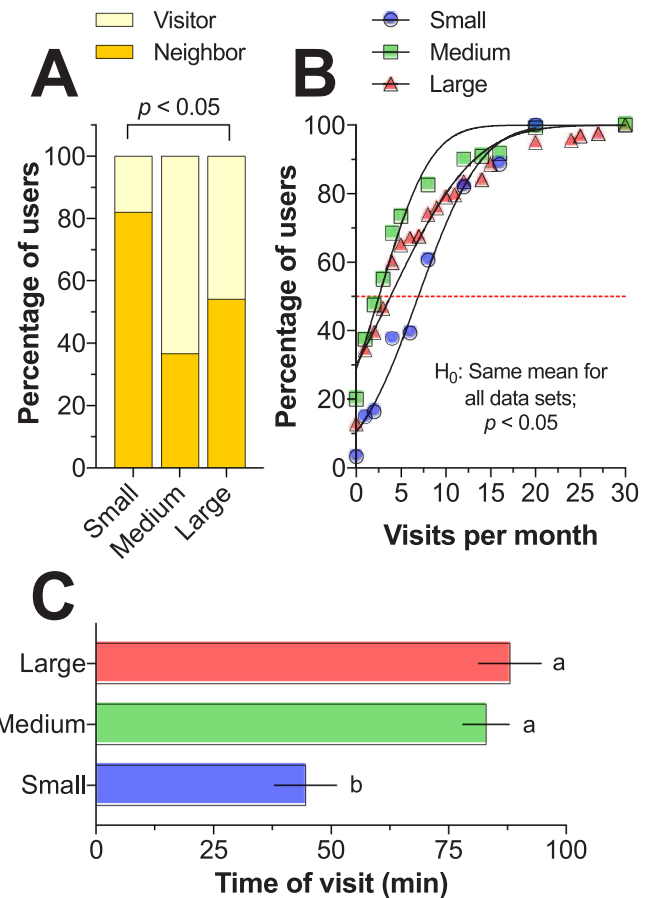 Visitor
Neighbor
A
p < 0.05
Percentage of users
100
80
60
40
20
0
Small
Medium
Large
B
Small
Medium
Large
Percentage of users
100
80
60
40
20
0
H0: Same mean for
all data sets;
p < 0.05
0 5 10 15 20 25 30
Visits per month
C
Large
a
Medium
a
Small
b
0 25 50 75 100
Time of visit (min)